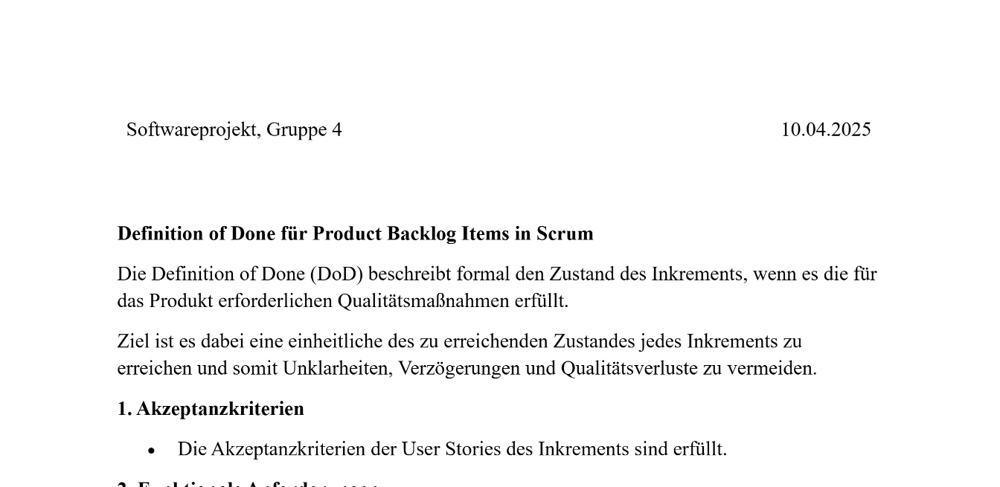 Softwareprojekt, Gruppe 4 10.04.2025
Definition of Done für Product Backlog Items in Scrum
Die Definition of Done (DoD) beschreibt formal den Zustand des Inkrements, wenn es die für
das Produkt erforderlichen Qualitätsmaßnahmen erfüllt.
Ziel ist es dabei eine einheitliche des zu erreichenden Zustandes jedes Inkrements zu
erreichen und somit Unklarheiten, Verzögerungen und Qualitätsverluste zu vermeiden.
1. Akzeptanzkriterien
• Die Akzeptanzkriterien der User Stories des Inkrements sind erfüllt.
2. Funktionale Anforderungen